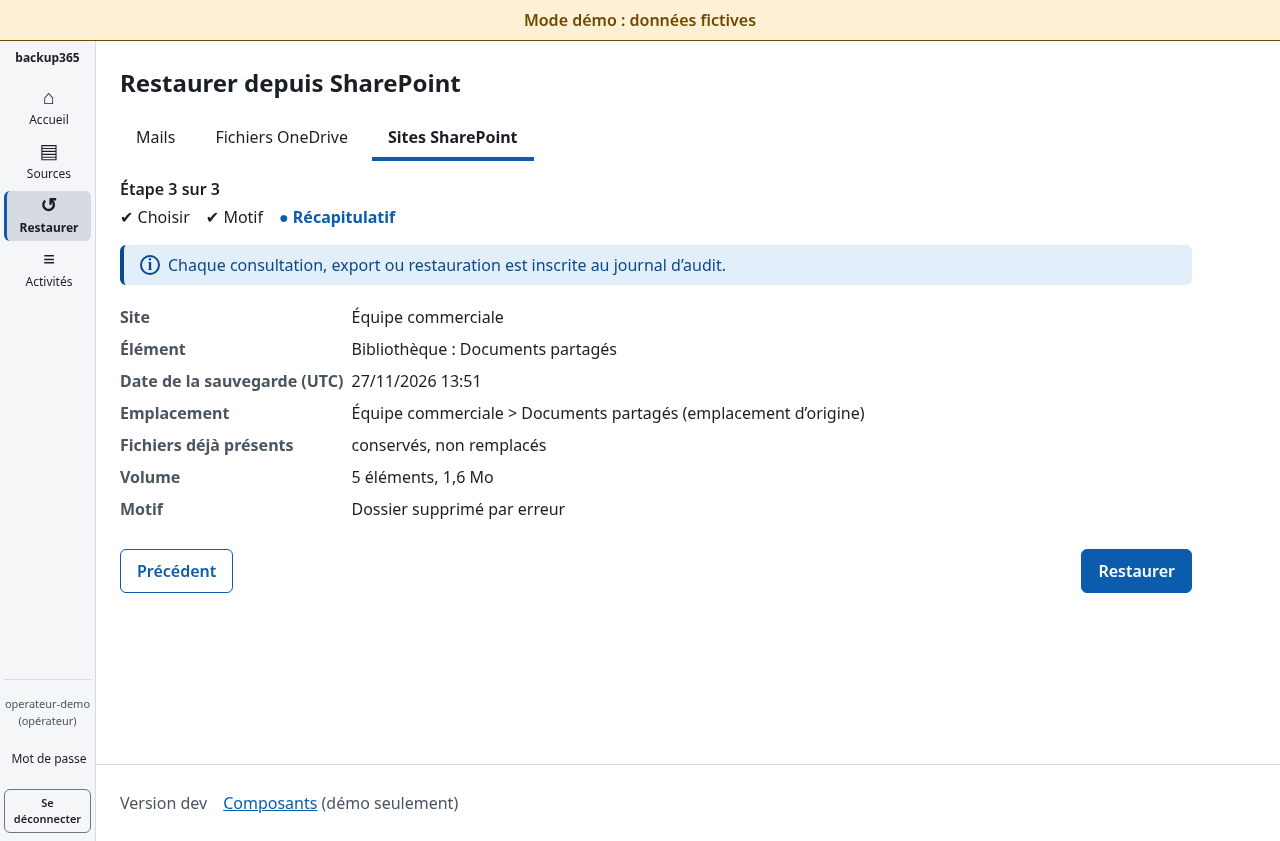 Mode démo : données fictives
backup365
Accueil
Sources
Restaurer
Activités
operateur-demo
(opérateur)
Mot de passe
Se
déconnecter
Restaurer depuis SharePoint
Mails Fichiers OneDrive Sites SharePoint
Étape 3 sur 3
✔ Choisir ✔ Motif ● Récapitulatif
Chaque consultation, export ou restauration est inscrite au journal d’audit.
Site Équipe commerciale
Élément Bibliothèque : Documents partagés
Date de la sauvegarde (UTC) 27/11/2026 13:51
Emplacement Équipe commerciale > Documents partagés (emplacement d’origine)
Fichiers déjà présents conservés, non remplacés
Volume 5 éléments, 1,6 Mo
Motif Dossier supprimé par erreur
Précédent Restaurer
Version dev Composants (démo seulement)